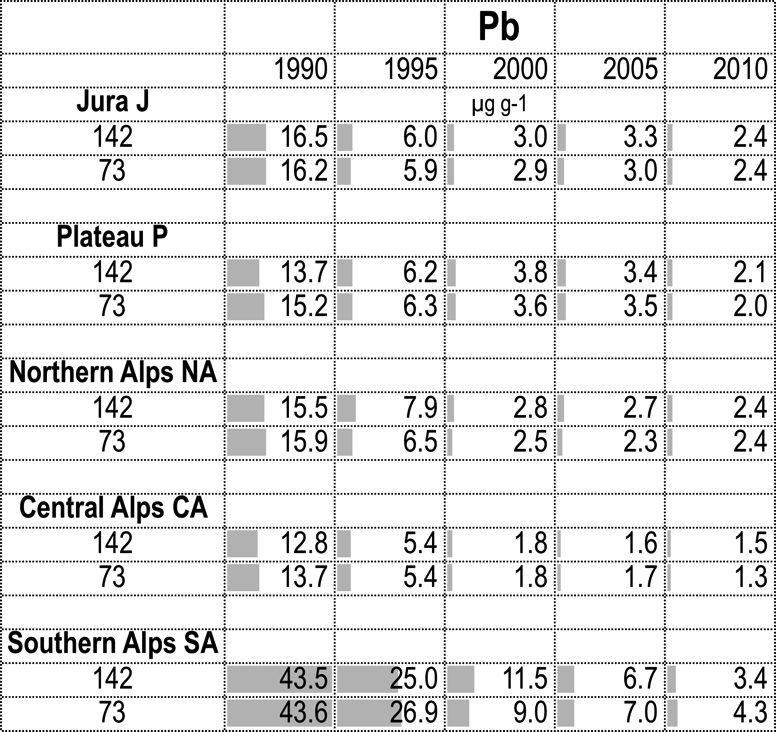 Pb
1990 1995 2000 2005 2010
Jura J µg g-1
142 16.5 6.0 3.0 3.3 2.4
73 16.2 5.9 2.9 3.0 2.4
Plateau P
142 13.7 6.2 3.8 3.4 2.1
73 15.2 6.3 3.6 3.5 2.0
Northern Alps NA
142 15.5 7.9 2.8 2.7 2.4
73 15.9 6.5 2.5 2.3 2.4
Central Alps CA
142 12.8 5.4 1.8 1.6 1.5
73 13.7 5.4 1.8 1.7 1.3
Southern Alps SA
142 43.5 25.0 11.5 6.7 3.4
73 43.6 26.9 9.0 7.0 4.3